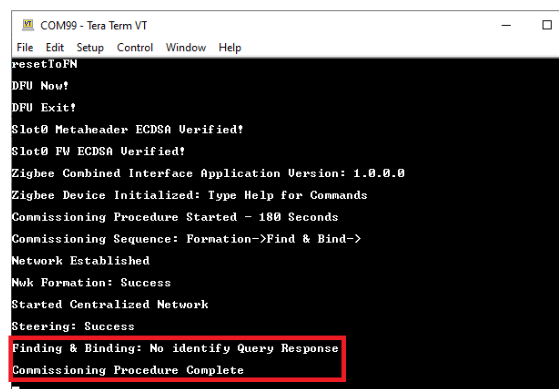 COM99 - Tera Term VT
File Edit Setup Control Window Help
resetToFN
DFU Now!
DFU Exit!
Slot0 Metaheader ECDSA Verified!
Slot0 FW ECDSA Verified!
Zigbee Combined Interface Application Version: 1.0.0.0
Zigbee Device Initialized: Type Help for Commands
Commissioning Procedure Started - 180 Seconds
Commissioning Sequence: Formation->Find & Bind->
Network Established
Nwk Formation: Success
Started Centralized Network
Steering: Success
Finding & Binding: No identify Query Response
Commissioning Procedure Complete